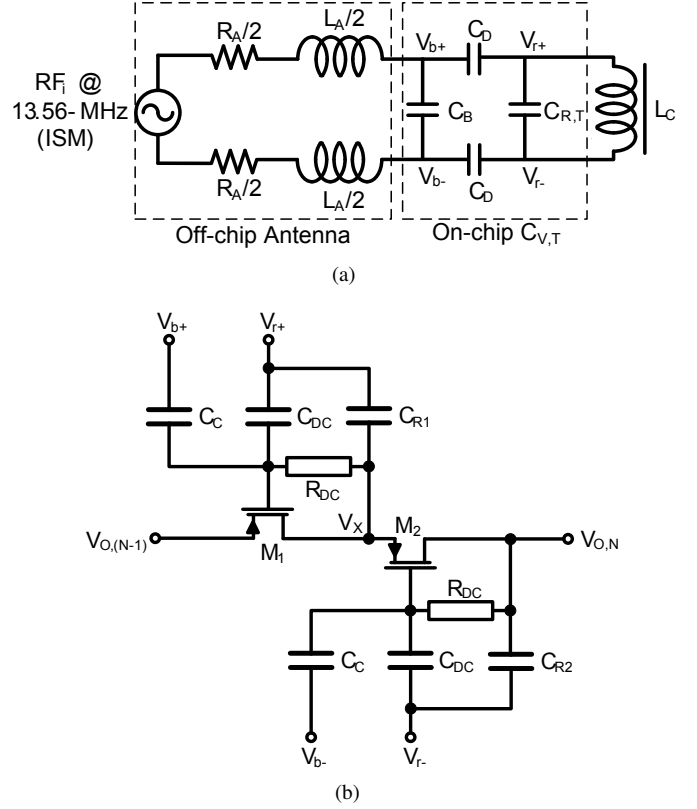 R_A/2
L_A/2
V_b+
C_D
V_r+
RF_i @
13.56- MHz
(ISM)
C_B
C_R,T
L_C
R_A/2
L_A/2
V_b-
C_D
V_r-
Off-chip Antenna
On-chip C_V,T
(a)
V_b+
V_r+
C_C
C_DC
C_R1
R_DC
V_X
M_2
V_O,(N-1)
M_1
V_O,N
R_DC
C_C
C_DC
C_R2
V_b-
V_r-
(b)